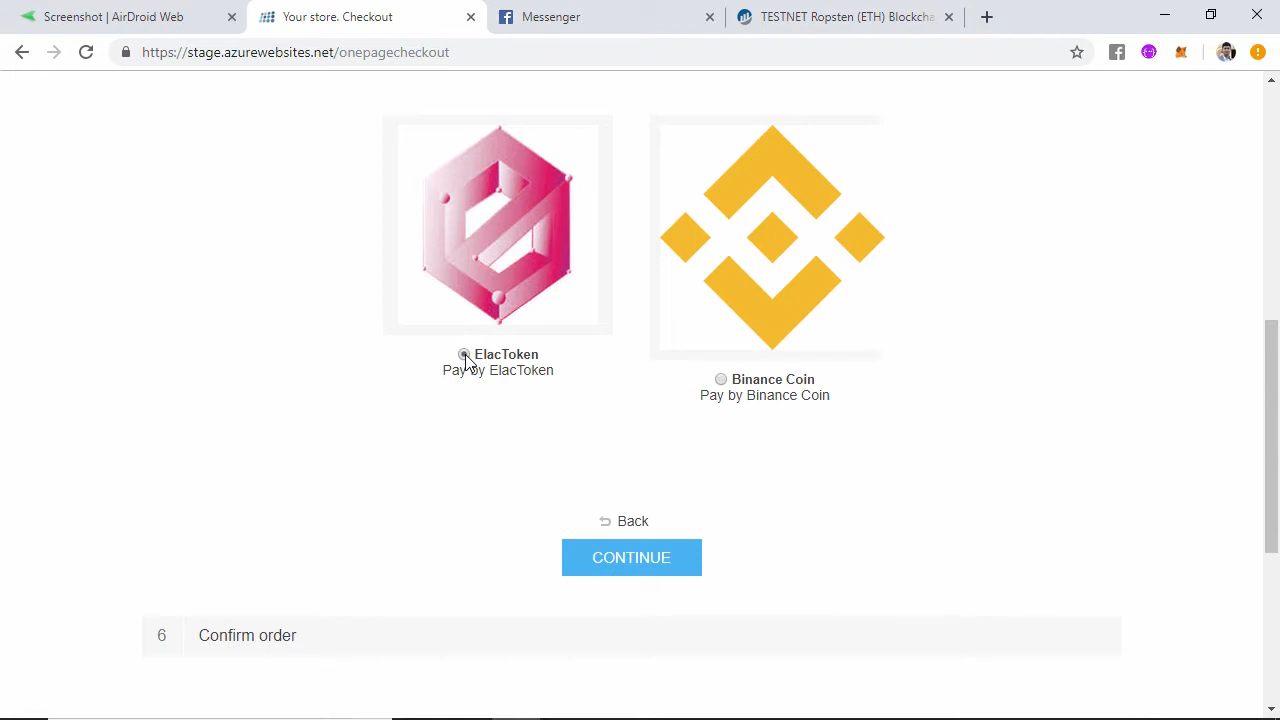 Screenshot | AirDroid Web
Your store. Checkout
Messenger
TESTNET Ropsten (ETH) Blockcha
https://stage.azurewebsites.net/onepagecheckout
ElacToken
Pay by ElacToken
Binance Coin
Pay by Binance Coin
Back
CONTINUE
6 Confirm order